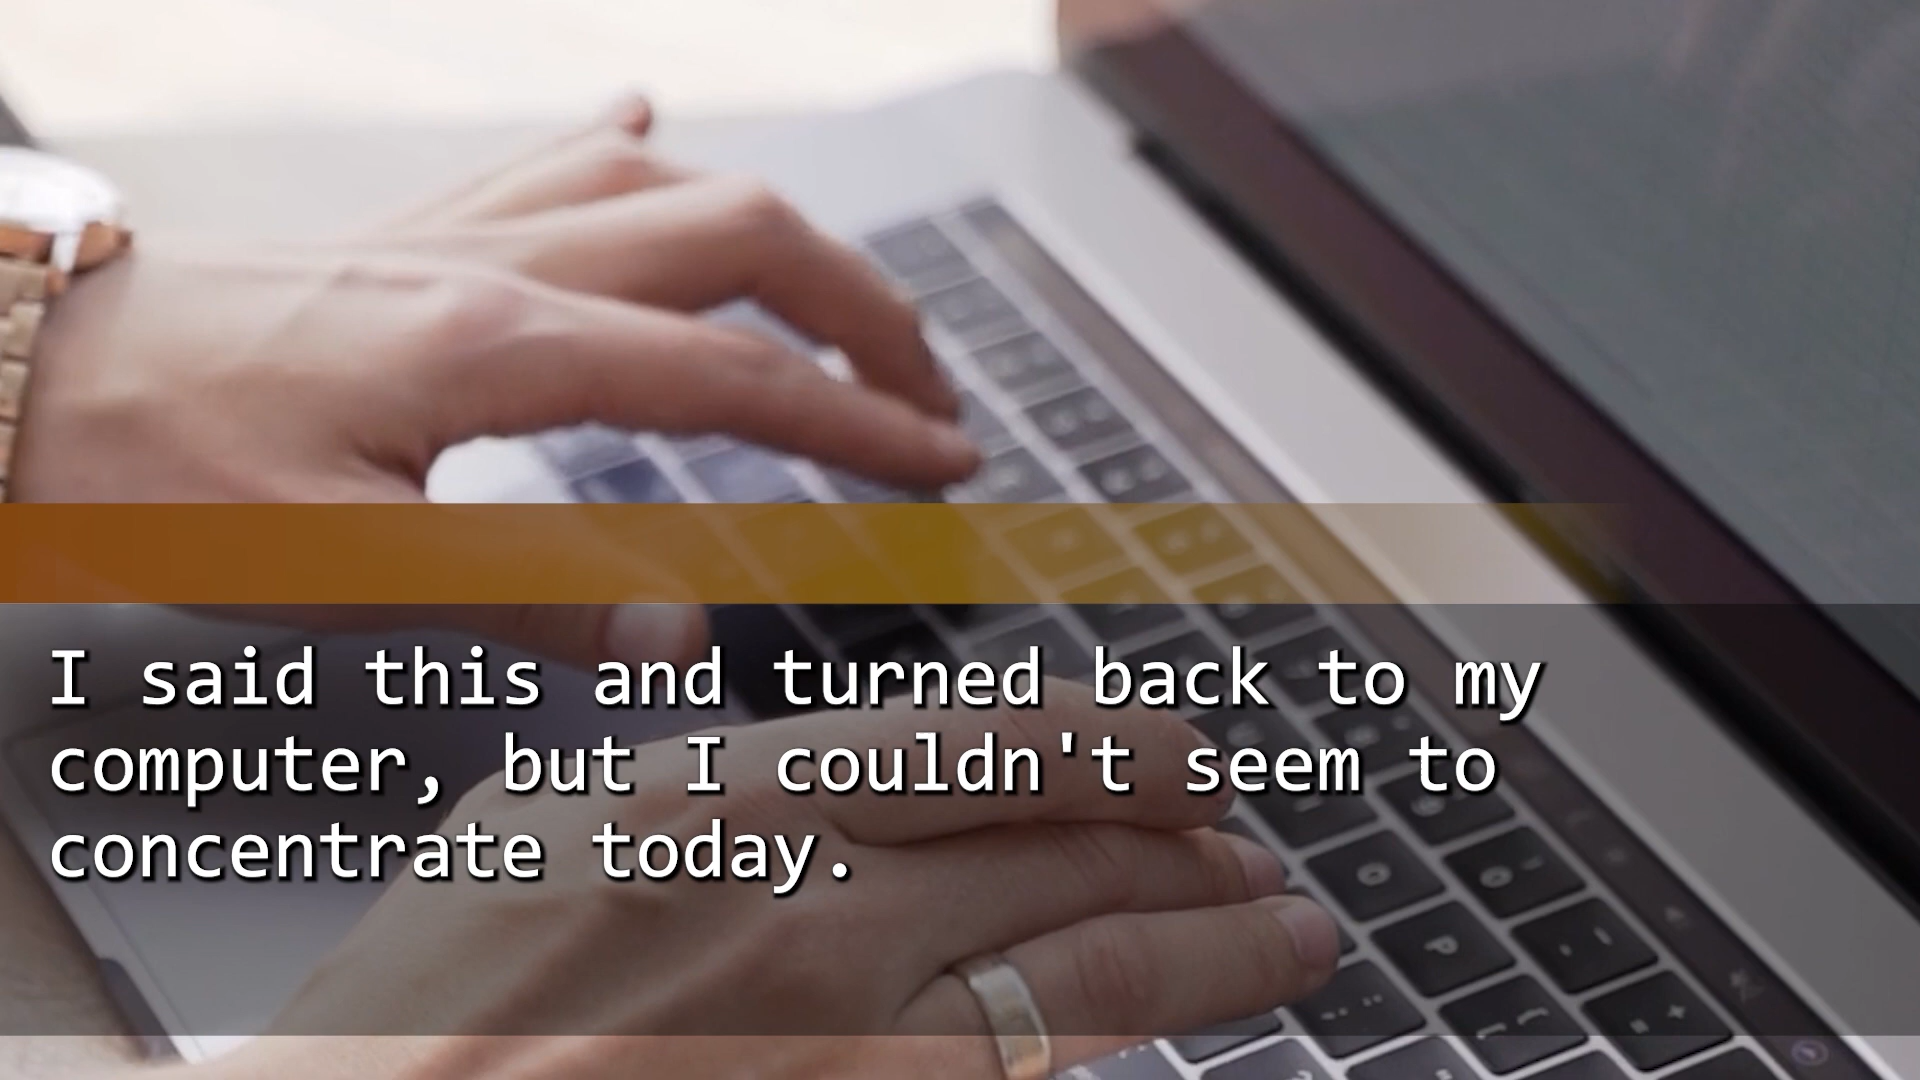 I said this and turned back to my
computer, but I couldn't seem to
concentrate today.